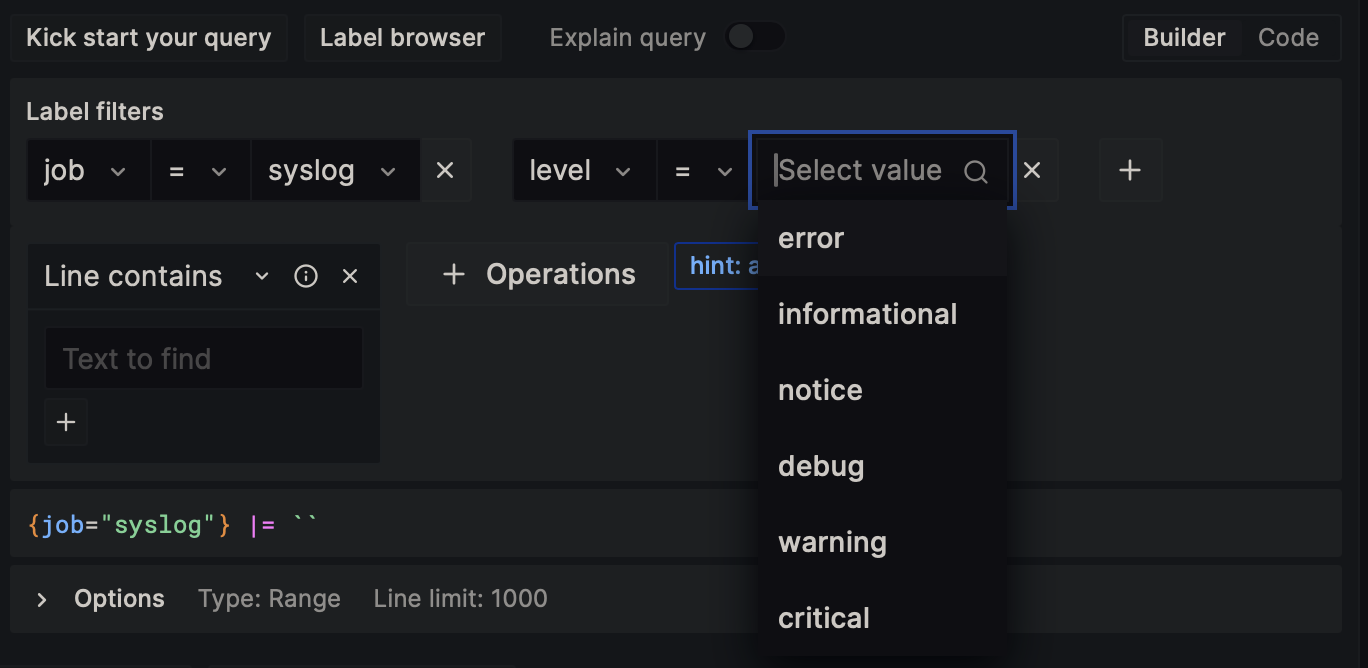 Kick start your query Label browser Explain query Builder Code
Label filters
job = syslog level = Select value
error
Line contains + Operations hint: a
informational
Text to find
notice
debug
{job="syslog"} |= ``
warning
Options Type: Range Line limit: 1000
critical